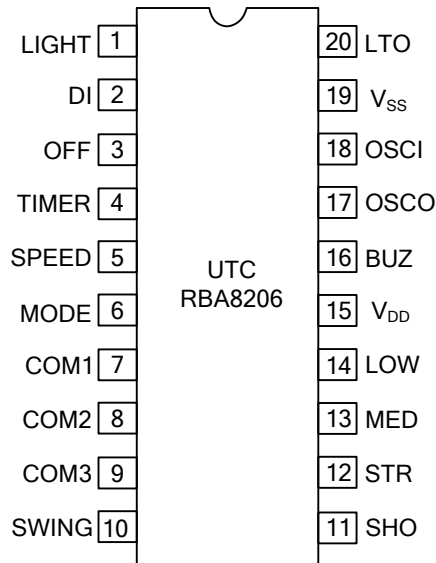 LIGHT 1
20 LTO
DI 2
19 VSS
OFF 3
18 OSCI
TIMER 4
17 OSCO
SPEED 5
16 BUZ
UTC
RBA8206
MODE 6
15 VDD
COM1 7
14 LOW
COM2 8
13 MED
COM3 9
12 STR
SWING 10
11 SHO